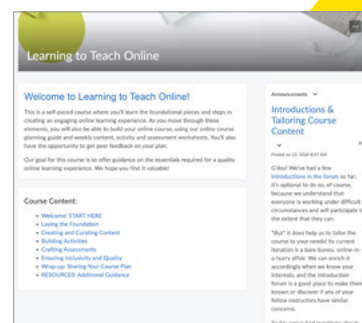 Learning to Teach Online
Welcome to Learning to Teach Online!
This is a self-paced course where you'll learn the foundational pieces and steps in
creating an engaging online learning experience. As you move through these
elements, you will also be able to build your online course, using our online course
planning guide and weekly content, activity and assessment worksheets. You'll also
have the opportunity to get peer feedback on your plan.
Our goal for this course is to offer guidance on the essentials required for a quality
online learning experience. We hope you find it valuable!
Course Content:
Welcome! START HERE
Laying the Foundation
Creating and Curating Content
Building Activities
Crafting Assessments
Ensuring Inclusivity and Quality
Wrap-up: Sharing Your Course Plan
RESOURCES: Additional Guidance
Announcements
Introductions &
Tailoring Course
Content
Posted Jul 22, 2020 8:47 AM
G'day! We've had a few
introductions in the forum so far.
It's optional to do so, of course,
because we understand that
everyone is working under difficult
circumstances and will participate to
the extent that they can.
"But" it does help us to tailor the
course to your needs! Its current
iteration is a bare-bones, online-in-
a-hurry affair. We can enrich it
accordingly when we know your
interests, and the introduction
forum is a good place to make them
known or discover if any of your
fellow instructors have similar
concerns.